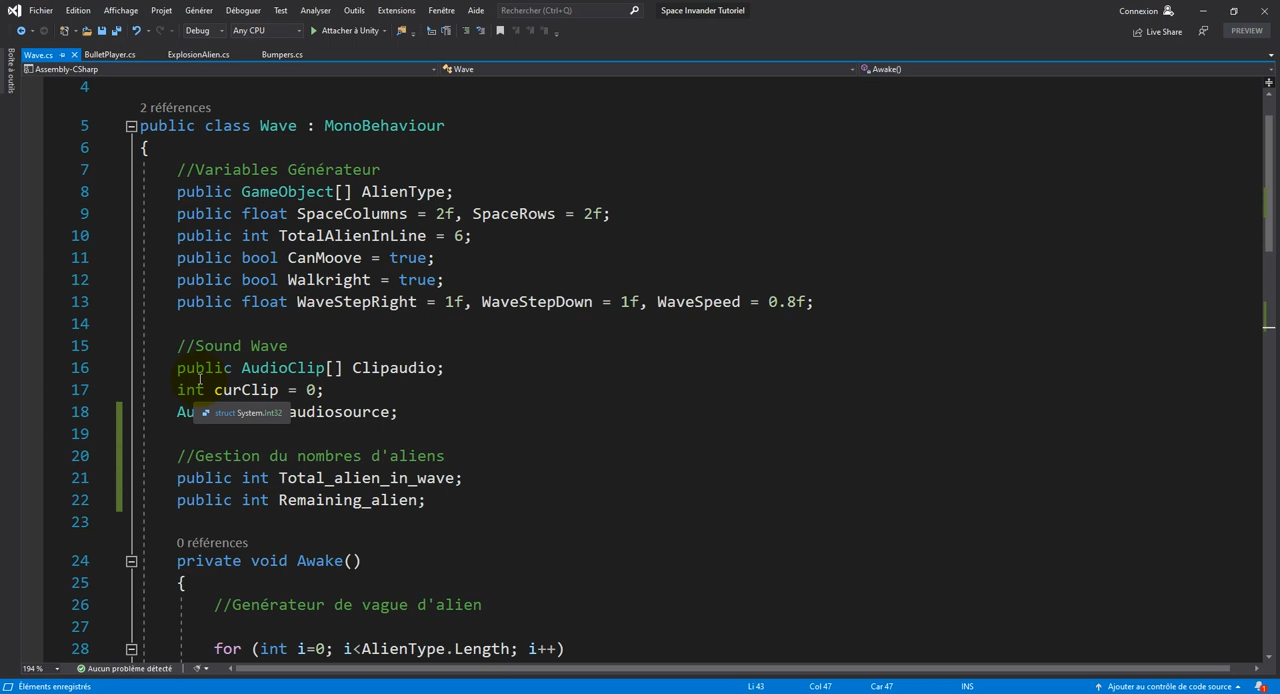 Fichier Edition Affichage Projet Générer Déboguer Test Analyser Outils Extensions Fenêtre Aide Rechercher (Ctrl+Q) Space Invander Tutoriel Connexion
Debug Any CPU Attacher à Unity Live Share PREVIEW
Boîte à outils
Wave.cs BulletPlayer.cs ExplosionAlien.cs Bumpers.cs
Assembly-CSharp Wave Awake()
4
2 références
5 public class Wave : MonoBehaviour
6 {
7 //Variables Générateur
8 public GameObject[] AlienType;
9 public float SpaceColumns = 2f, SpaceRows = 2f;
10 public int TotalAlienInLine = 6;
11 public bool CanMoove = true;
12 public bool Walkright = true;
13 public float WaveStepRight = 1f, WaveStepDown = 1f, WaveSpeed = 0.8f;
14
15 //Sound Wave
16 public AudioClip[] Clipaudio;
17 int curClip = 0;
18 Au struct System.Int32 audiosource;
19
20 //Gestion du nombres d'aliens
21 public int Total_alien_in_wave;
22 public int Remaining_alien;
23
0 références
24 private void Awake()
25 {
26 //Genérateur de vague d'alien
27
28 for (int i=0; i<AlienType.Length; i++)
194 % Aucun problème détecté
Éléments enregistrés Li 43 Col 47 Car 47 INS Ajouter au contrôle de code source 1